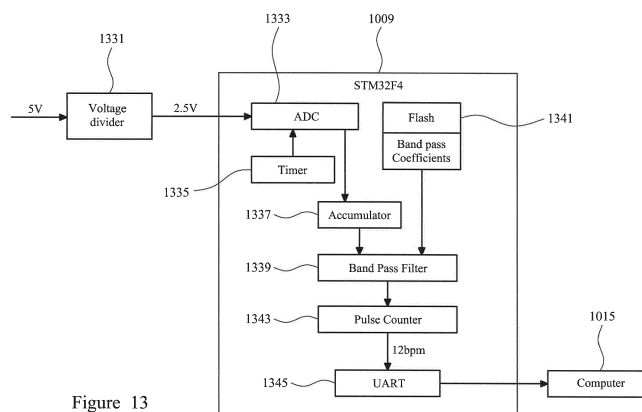 1333
1009
1331
STM32F4
5V
Voltage
divider
2.5V
ADC
Flash
1341
Band pass
Coefficients
Timer
1335
1337
Accumulator
1339
Band Pass Filter
1343
Pulse Counter
1015
12bpm
1345
UART
Computer
Figure 13